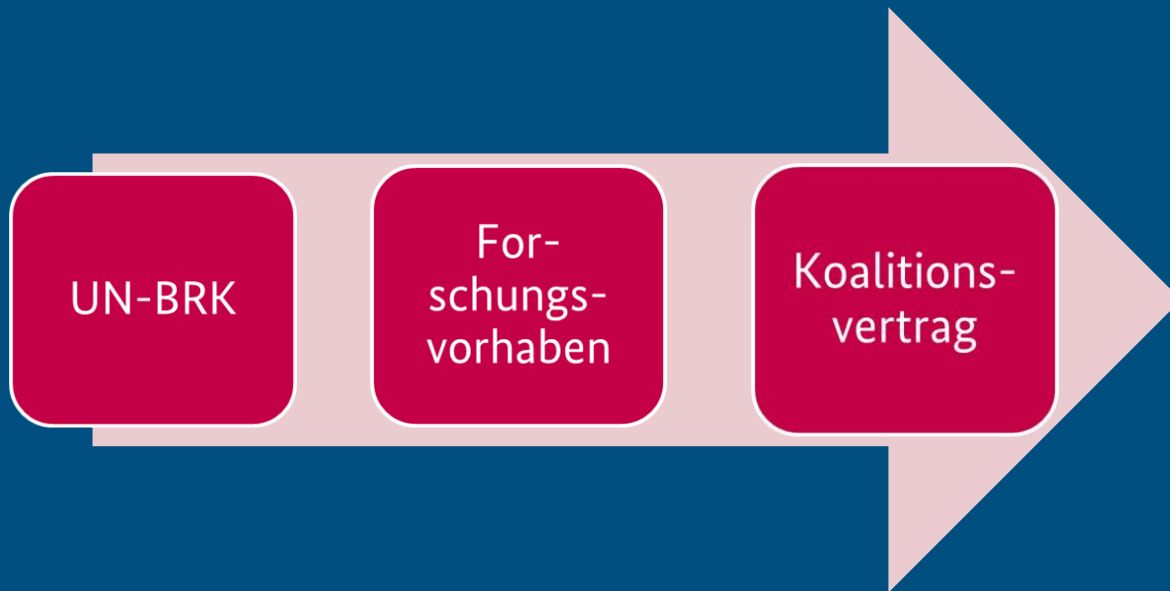 UN-BRK
For-
schungs-
vorhaben
Koalitions-
vertrag